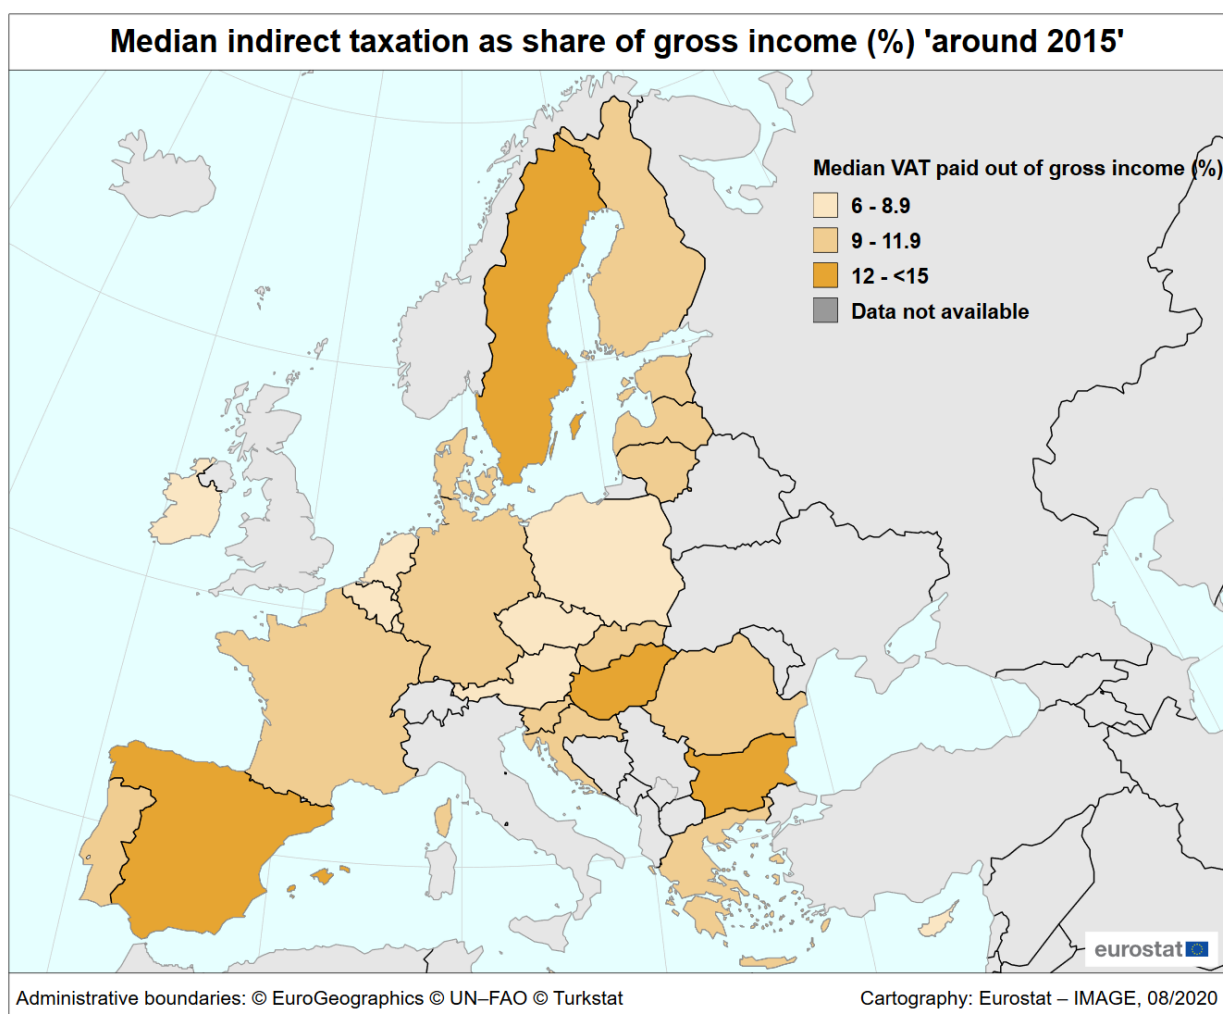 Median indirect taxation as share of gross income (%) 'around 2015'
Median VAT paid out of gross income (%)
6 - 8.9
9 - 11.9
12 - <15
Data not available
eurostat
Administrative boundaries: © EuroGeographics © UN–FAO © Turkstat
Cartography: Eurostat – IMAGE, 08/2020